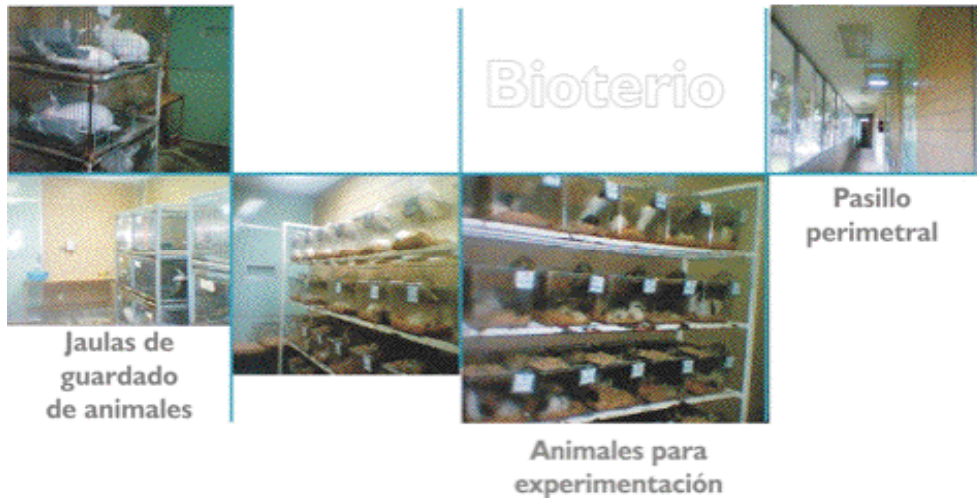 Bioterio
Pasillo
perimetral
Jaulas de
guardado
de animales
Animales para
experimentación